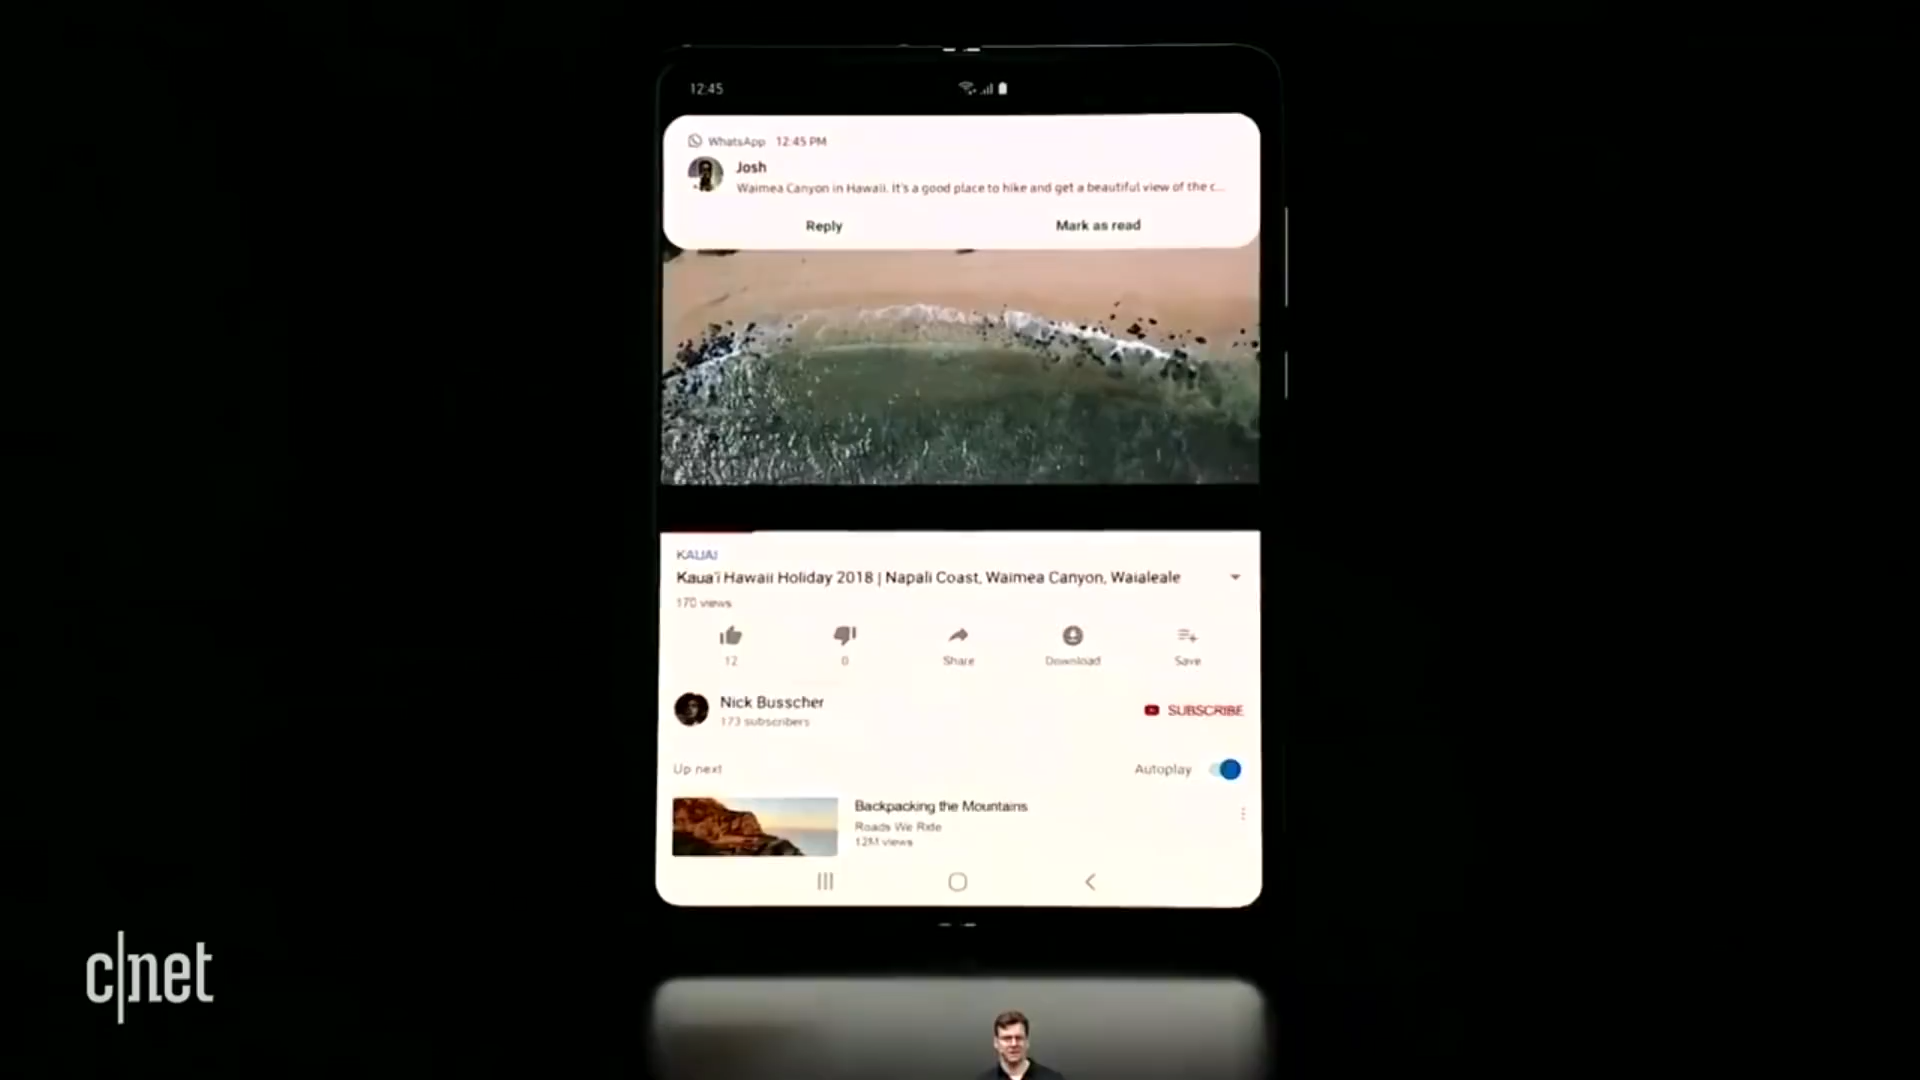 12:45
WhatsApp 12:45 PM
Josh
Waimea Canyon in Hawaii. It's a good place to hike and get a beautiful view of the c...
Reply Mark as read
KAUAI
Kaua'i Hawaii Holiday 2018 | Napali Coast, Waimea Canyon, Waialeale
170 views
12 0 Share Download Save
Nick Busscher
173 subscribers
SUBSCRIBE
Up next Autoplay
Backpacking the Mountains
Roads We Ride
12M views
c|net